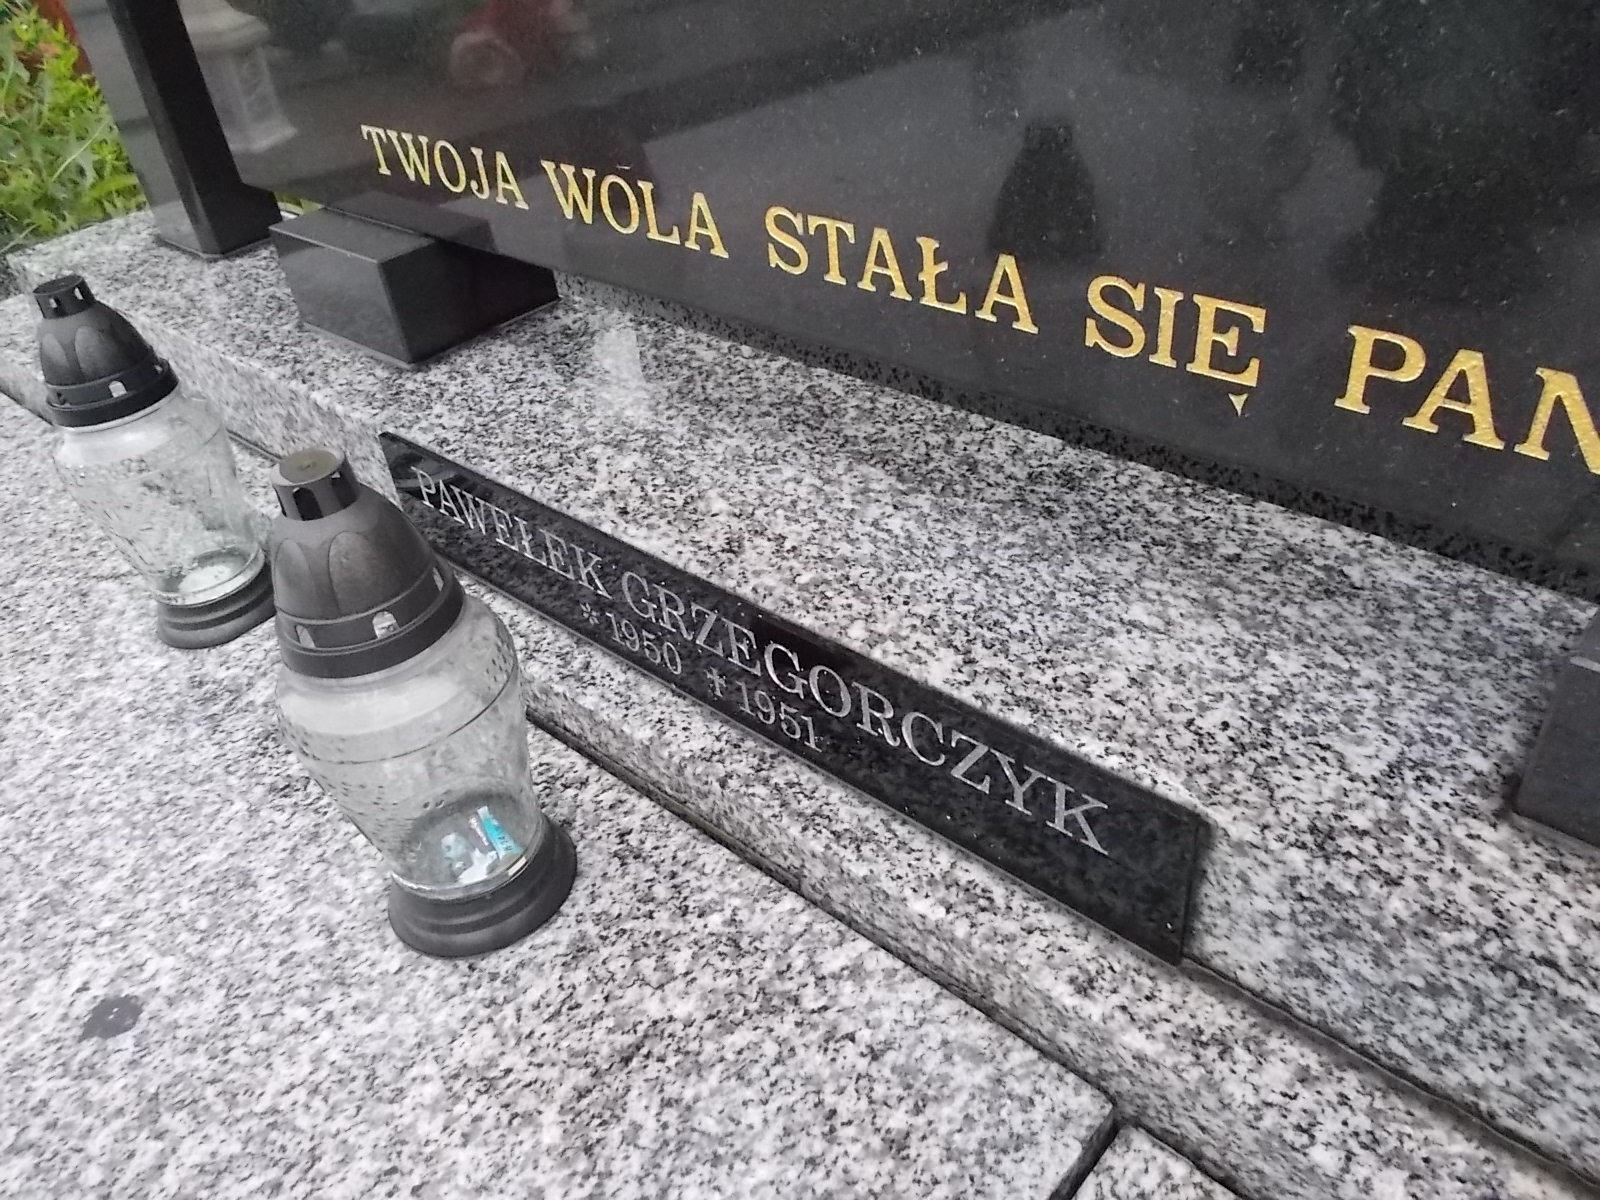 TWOJA WOLA STAŁA SIĘ PAN
PAWEŁEK GRZEGORCZYK
* 1950 ✝ 1951